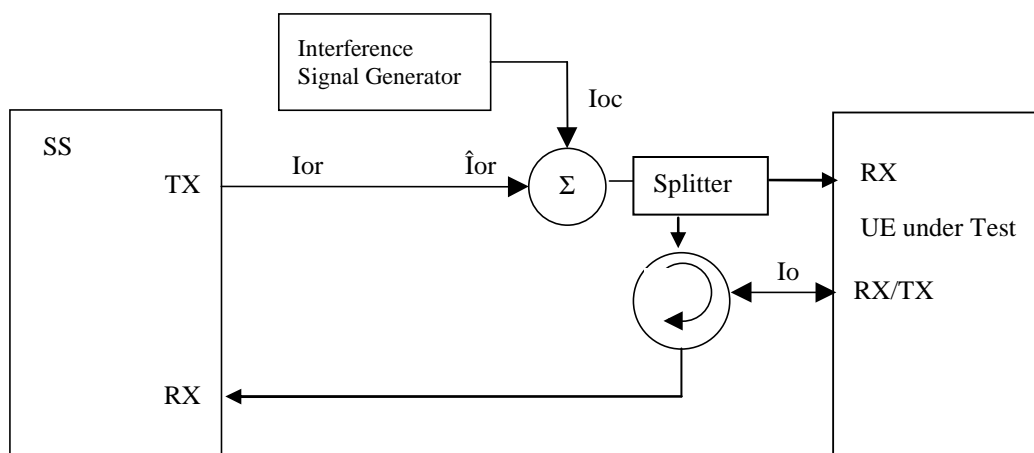 Interference
Signal Generator
Ioc
SS
TX
Ior
Îor
Σ
Splitter
RX
UE under Test
Io
RX/TX
RX